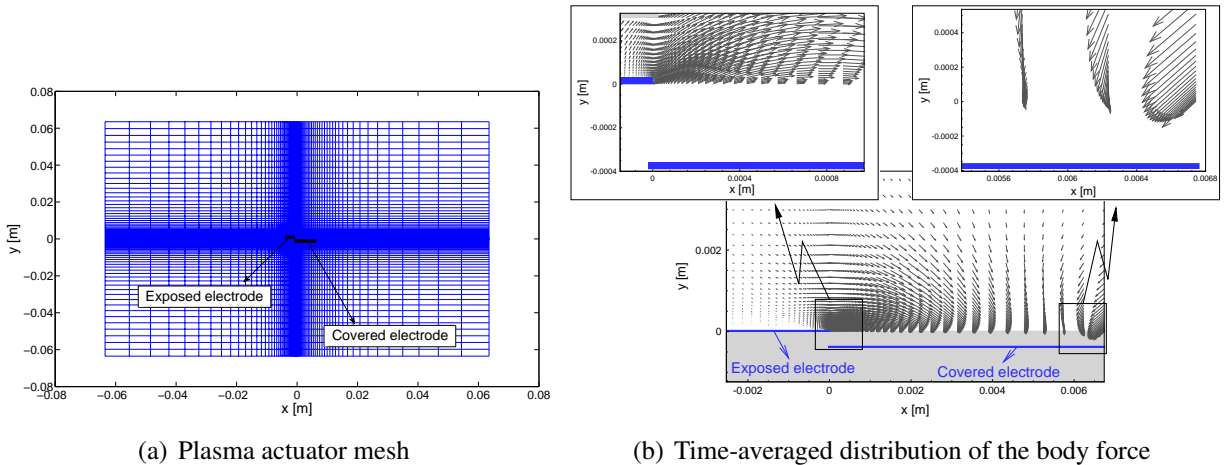 0.08
0.06
0.04
0.02
0
−0.02
−0.04
−0.06
−0.08
y [m]
−0.08 −0.06 −0.04 −0.02 0 0.02 0.04 0.06 0.08
x [m]
Exposed electrode
Covered electrode
(a) Plasma actuator mesh
0.0002
0
-0.0002
-0.0004
y [m]
0 0.0004 0.0008
x [m]
0.0004
0.0002
0
-0.0002
-0.0004
y [m]
0.0056 0.006 0.0064 0.0068
x [m]
0.002
0
y [m]
Exposed electrode
Covered electrode
-0.002 0 0.002 0.004 0.006
x [m]
(b) Time-averaged distribution of the body force